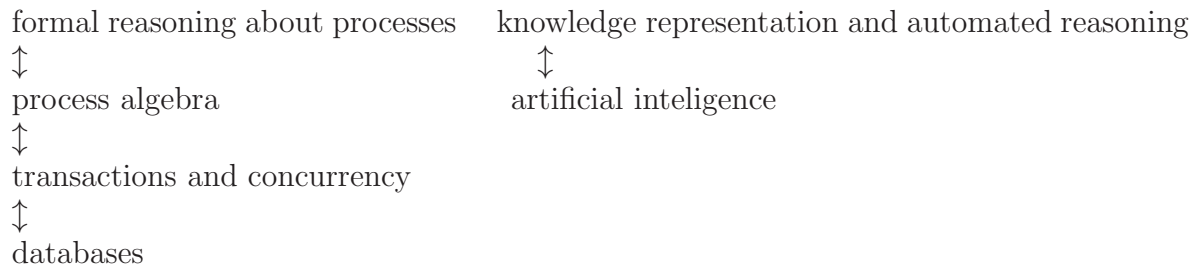 formal reasoning about processes knowledge representation and automated reasoning
↕ ↕
process algebra artificial inteligence
↕
transactions and concurrency
↕
databases